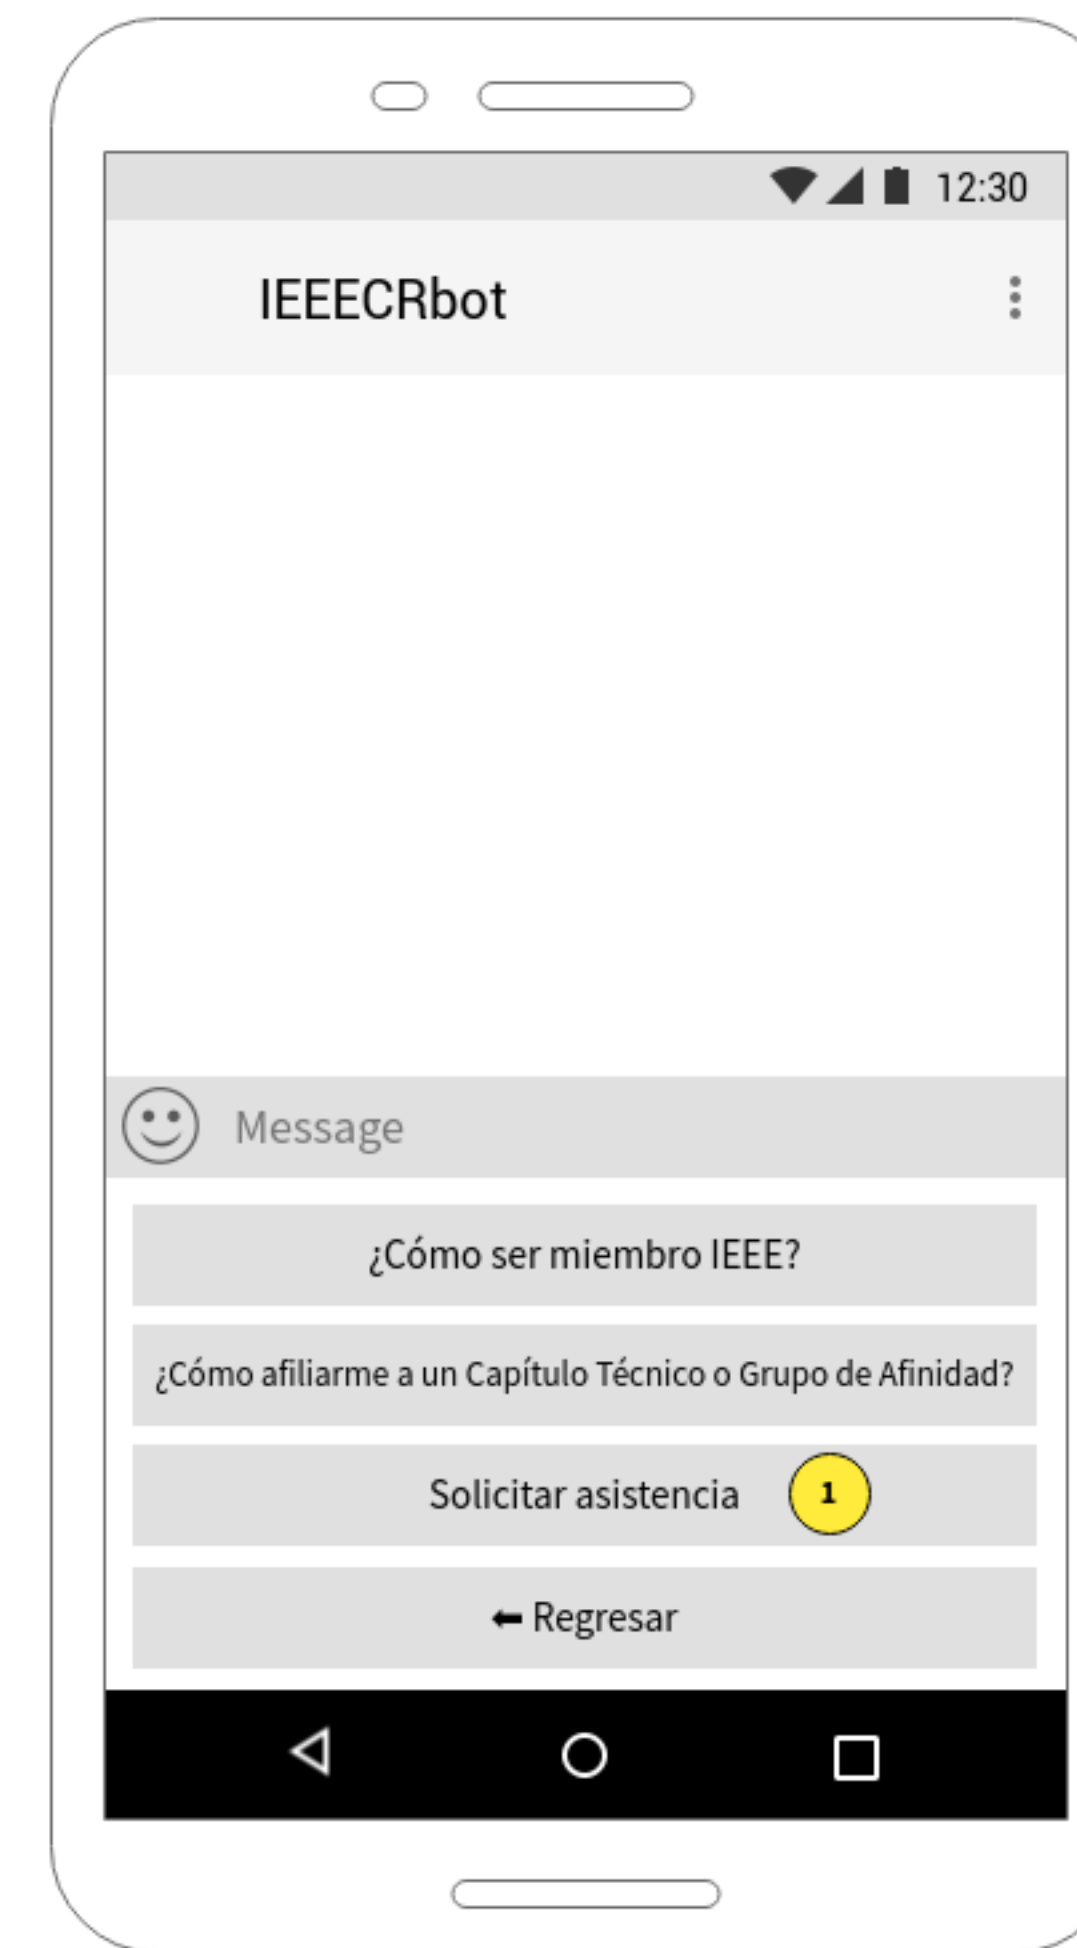 12:30
IEEECRbot
Message
¿Cómo ser miembro IEEE?
¿Cómo afiliarme a un Capítulo Técnico o Grupo de Afinidad?
Solicitar asistencia 1
⬅ Regresar